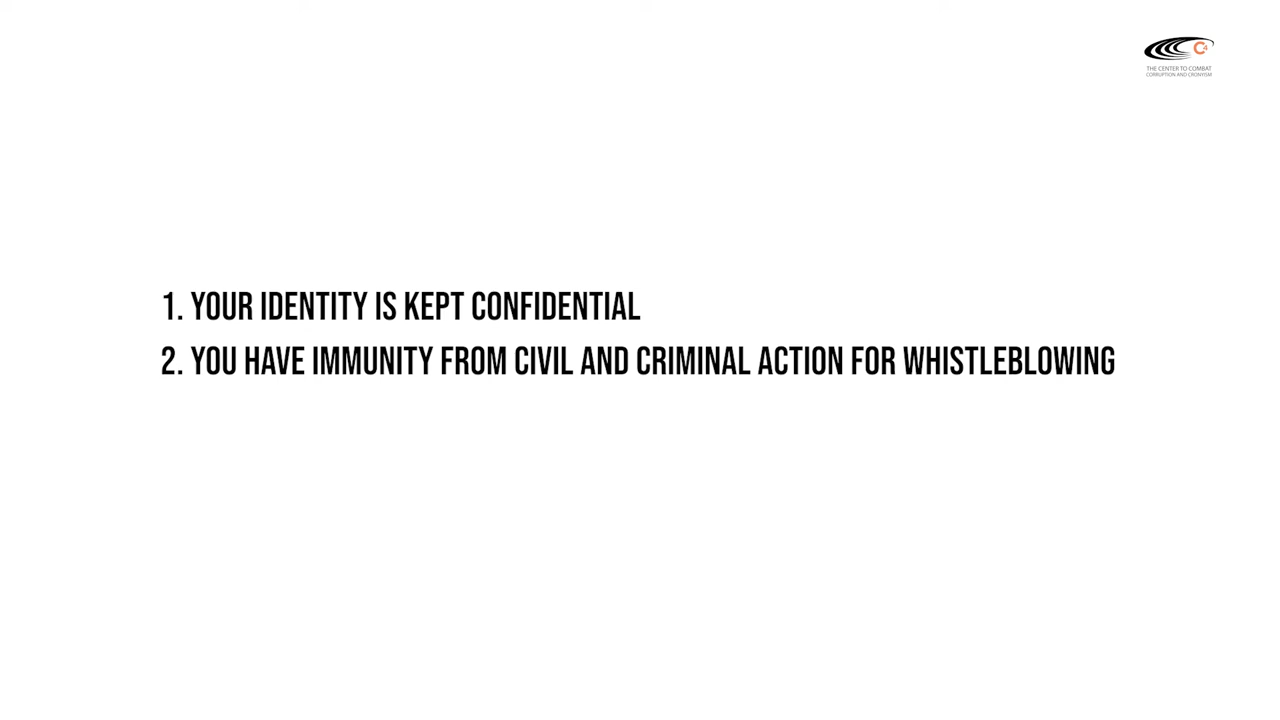 C4
THE CENTER TO COMBAT
CORRUPTION AND CRONYISM
1. YOUR IDENTITY IS KEPT CONFIDENTIAL
2. YOU HAVE IMMUNITY FROM CIVIL AND CRIMINAL ACTION FOR WHISTLEBLOWING